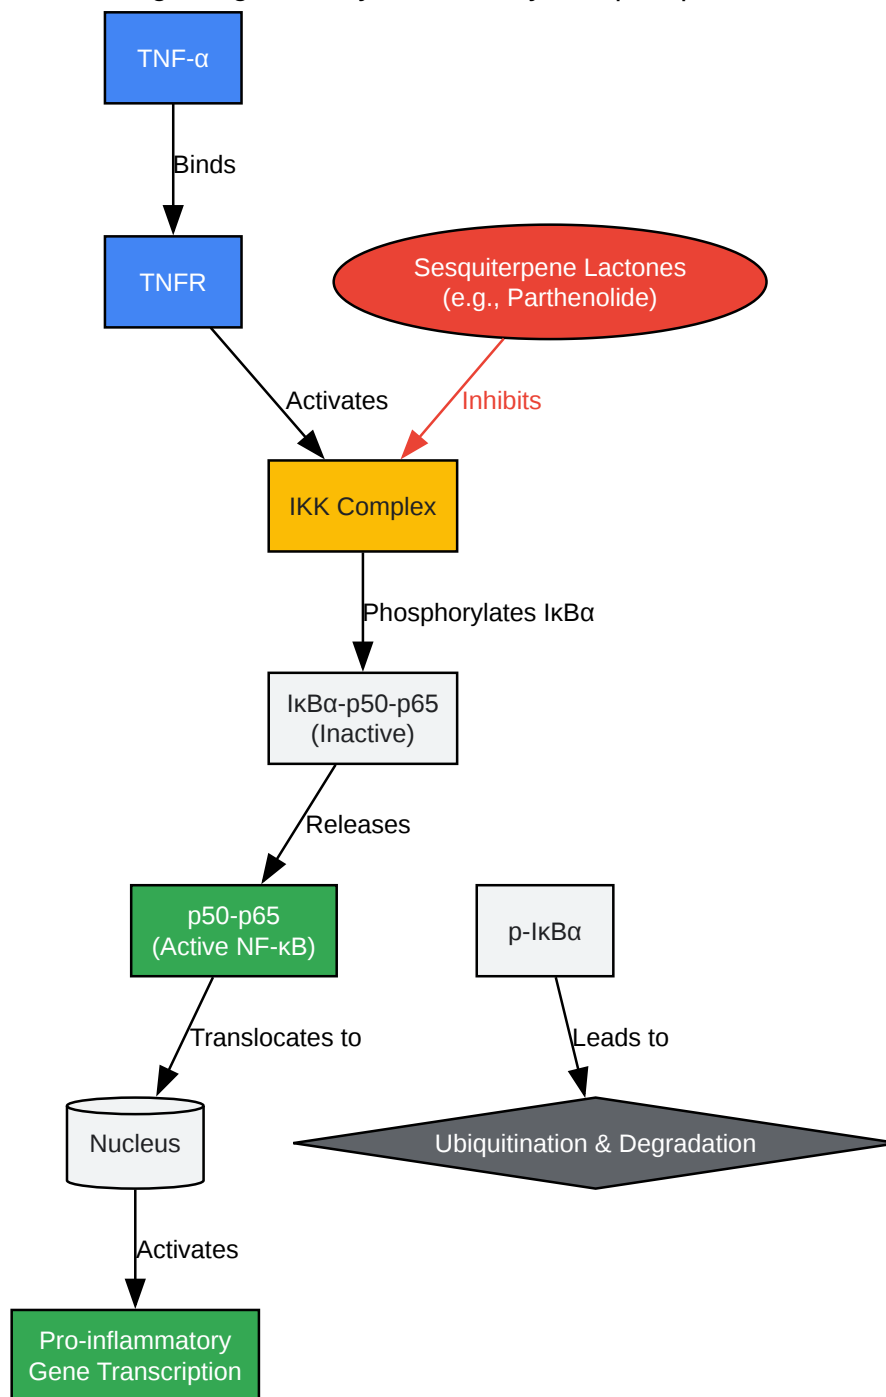 TNF-α
Binds
TNFR
Sesquiterpene Lactones
(e.g., Parthenolide)
Activates
Inhibits
IKK Complex
Phosphorylates IκBα
IκBα-p50-p65
(Inactive)
Releases
p50-p65
(Active NF-κB)
p-IκBα
Translocates to
Leads to
Nucleus
Ubiquitination & Degradation
Activates
Pro-inflammatory
Gene Transcription